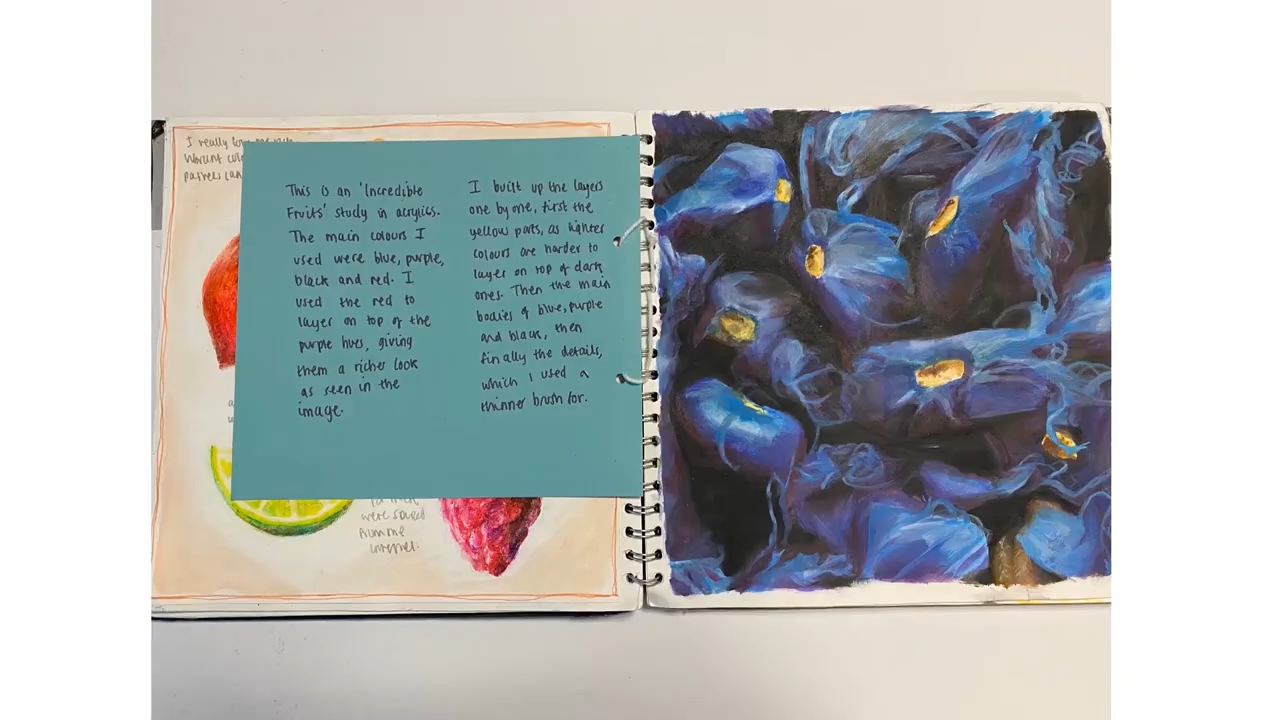 I really love
vibrant
This is an 'Incredible
Fruits' study in acrylics.
The main colours I
used were blue, purple,
black and red. I
used the red to
layer on top of the
purple hues, giving
them a richer look
as seen in the
image.
I built up the layers
one by one, first the
yellow parts, as lighter
colours are harder to
layer on top of dark
ones. Then the main
bodies of blue, purple
and black, then
finally the details,
which I used a
thinner brush for.
were
from the
internet.